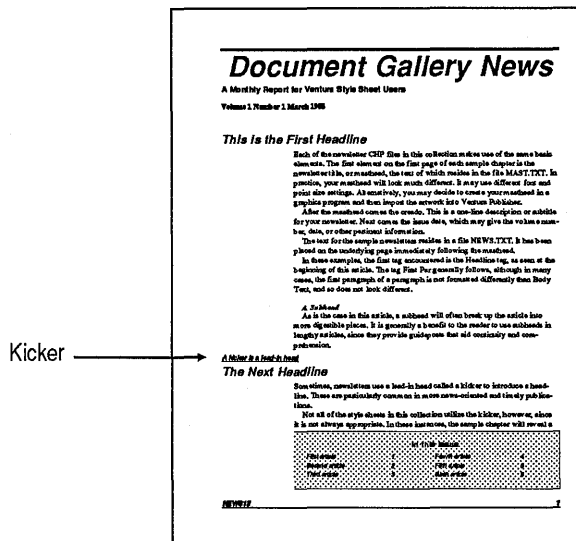 Document Gallery News
A Monthly Report for Ventura Style Sheet Users
Volume 1 Number 1 March 1988
This is the First Headline
Each of the newsletter CHP files in this collection makes use of the same basic
elements. The first element on the first page of each sample chapter is the
newsletter title, or masthead, the text of which resides in the file MAST.TXT. In
practice, your masthead will look much different. It may use different font and
point size settings. Alternatively, you may decide to create your masthead in a
graphics program and then import the artwork into Ventura Publisher.
After the masthead comes the credo. This is a one-line description or subtitle
for your newsletter. Next comes the issue date, which may give the volume num-
ber, date, or other pertinent information.
The text for the sample newsletters resides in a file NEWS.TXT. It has been
placed on the underlying page immediately following the masthead.
In these examples, the first tag encountered is the Headline tag, as seen at the
beginning of this article. The tag First Par generally follows, although in many
cases, the first paragraph of a paragraph is not formatted differently than Body
Text, and so does not look different.
A Subhead
As is the case in this article, a subhead will often break up the article into
more digestible pieces. It is generally a benefit to the reader to use subheads in
lengthy articles, since they provide guideposts that aid continuity and com-
prehension.
Kicker
A kicker is a lead-in head
The Next Headline
Sometimes, newsletters use a lead-in head called a kicker to introduce a head-
line. These are particularly common in more news-oriented and timely publica-
tions.
Not all of the style sheets in this collection utilize the kicker, however, since
it is not always appropriate. In these instances, the sample chapter will reveal a
In This Issue:
First article 1 Fourth article 4
Second article 2 Fifth article 5
Third article 3 Sixth article 6
1